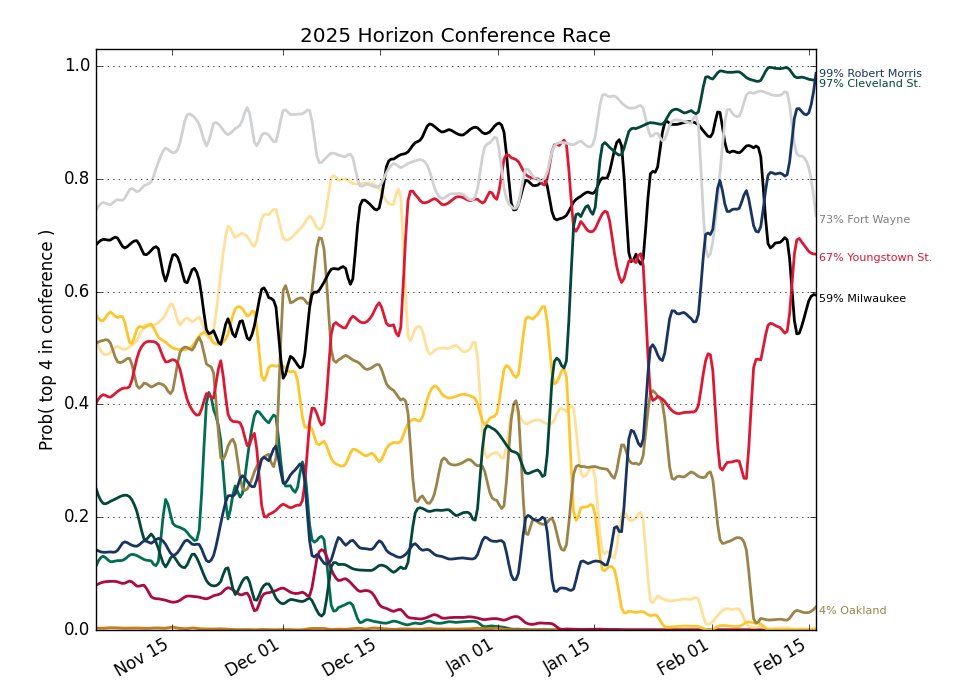 2025 Horizon Conference Race
Prob( top 4 in conference )
1.0
0.8
0.6
0.4
0.2
0.0
Nov 15
Dec 01
Dec 15
Jan 01
Jan 15
Feb 01
Feb 15
99% Robert Morris
97% Cleveland St.
73% Fort Wayne
67% Youngstown St.
59% Milwaukee
4% Oakland